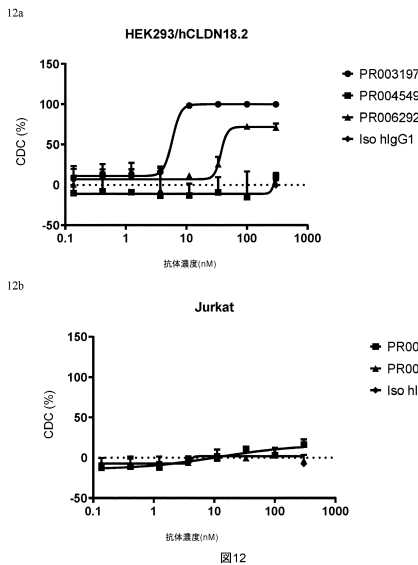 12a
HEK293/hCLDN18.2
150
100
50
0
-50
CDC (%)
0.1 1 10 100 1000
抗体濃度(nM)
PR003197
PR004549
PR006292
Iso hIgG1
12b
Jurkat
150
100
50
0
-50
CDC (%)
0.1 1 10 100 1000
抗体濃度(nM)
PR00
PR00
Iso hI
図12